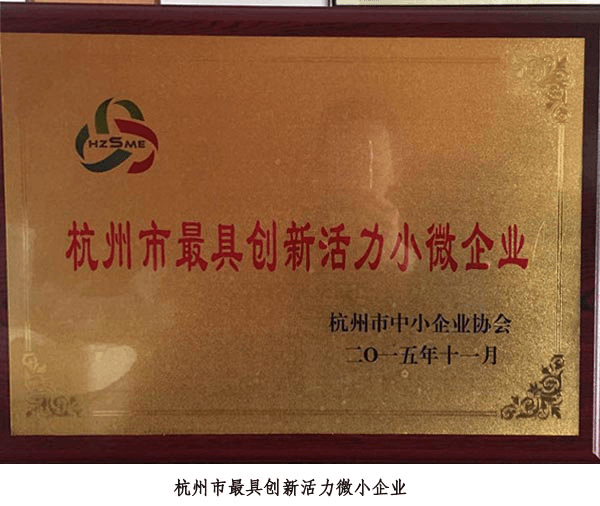 HZSME
杭州市最具创新活力小微企业
杭州市中小企业协会
二〇一五年十一月
杭州市最具创新活力微小企业